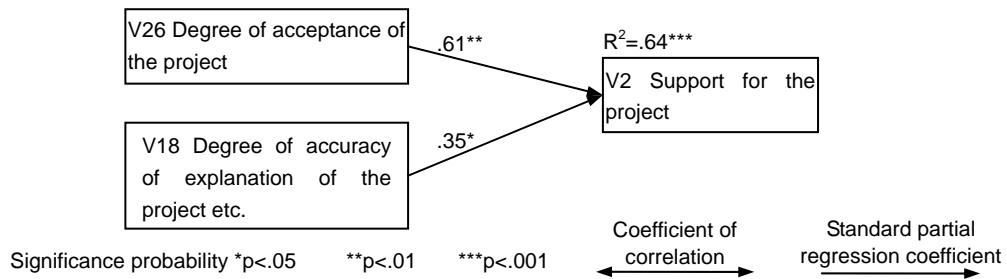 V26 Degree of acceptance of
the project
.61**
R²=.64***
V2 Support for the
project
V18 Degree of accuracy
of explanation of the
project etc.
.35*
Significance probability *p<.05 **p<.01 ***p<.001
Coefficient of
correlation
Standard partial
regression coefficient